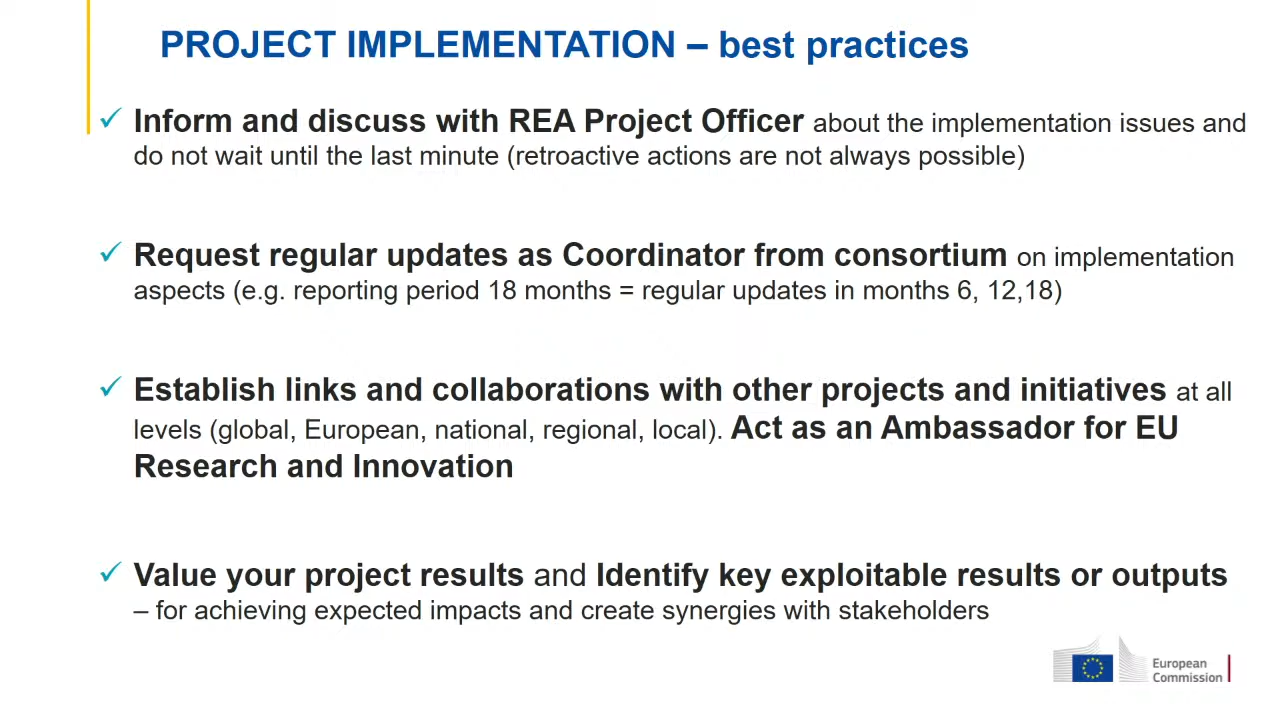 PROJECT IMPLEMENTATION – best practices
✓ Inform and discuss with REA Project Officer about the implementation issues and
do not wait until the last minute (retroactive actions are not always possible)
✓ Request regular updates as Coordinator from consortium on implementation
aspects (e.g. reporting period 18 months = regular updates in months 6, 12,18)
✓ Establish links and collaborations with other projects and initiatives at all
levels (global, European, national, regional, local). Act as an Ambassador for EU
Research and Innovation
✓ Value your project results and Identify key exploitable results or outputs
– for achieving expected impacts and create synergies with stakeholders
European
Commission